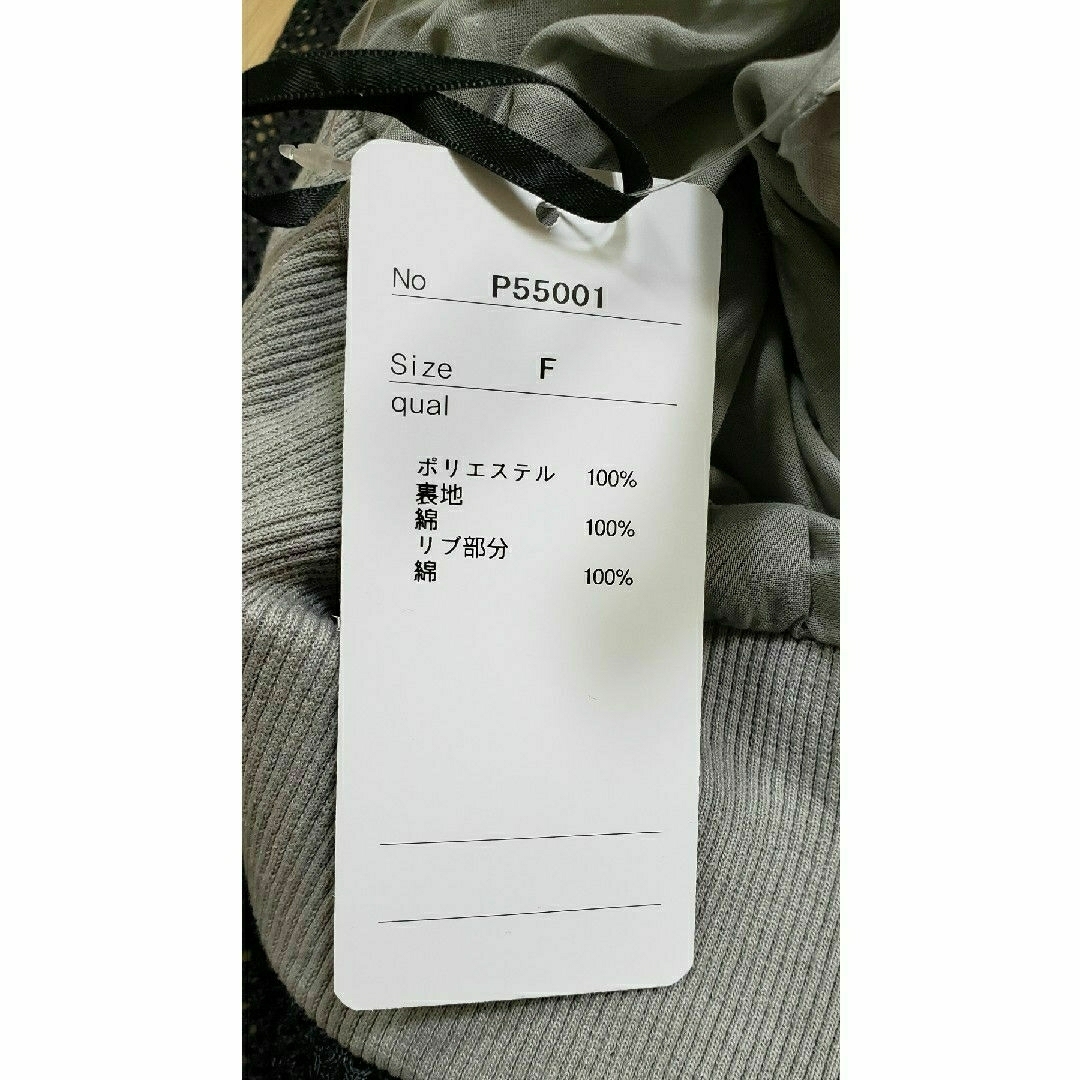 No P55001
Size F
qual
ポリエステル 100%
裏地
綿 100%
リブ部分
綿 100%